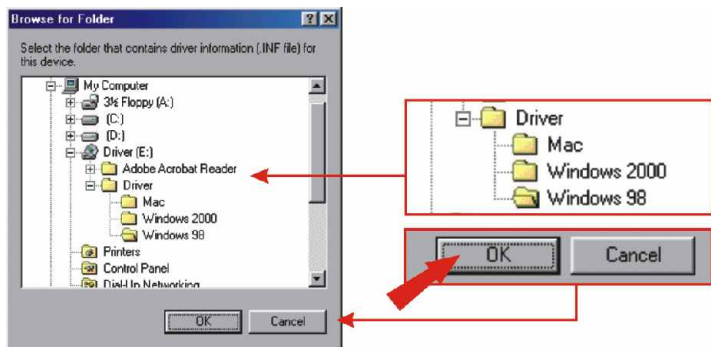 Browse for Folder
Select the folder that contains driver information (.INF file) for
this device.
My Computer
3½ Floppy (A:)
(C:)
(D:)
Driver (E:)
Adobe Acrobat Reader
Driver
Mac
Windows 2000
Windows 98
Printers
Control Panel
Dial-Up Networking
OK Cancel
Driver
Mac
Windows 2000
Windows 98
OK Cancel